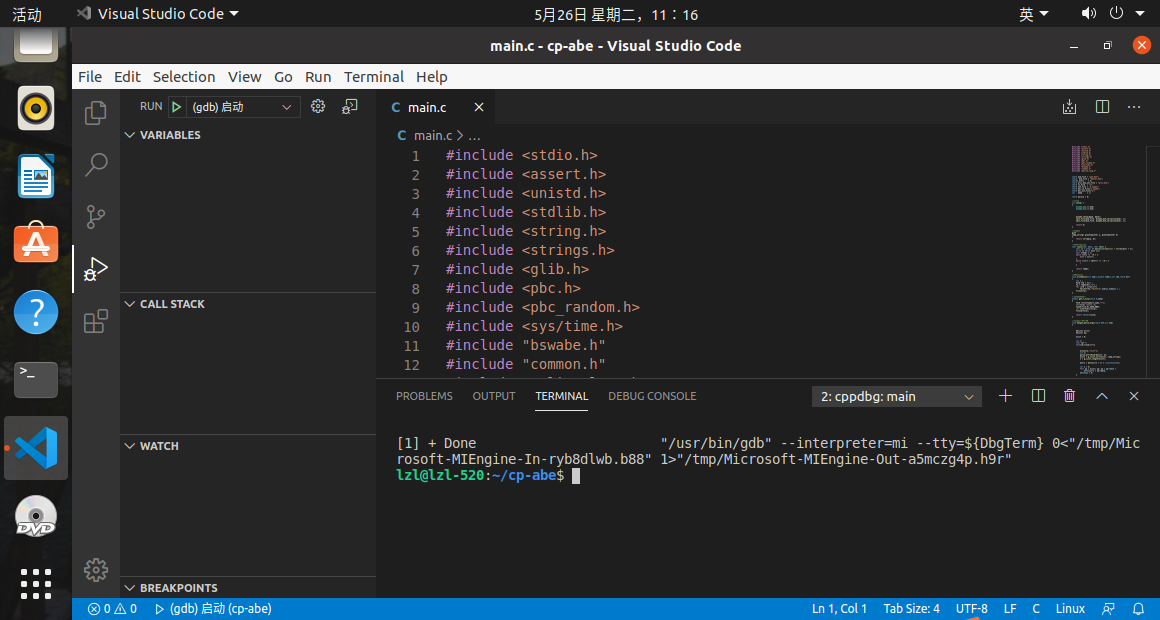 活动
Visual Studio Code
5月26日 星期二，11：16
英
main.c - cp-abe - Visual Studio Code
File Edit Selection View Go Run Terminal Help
RUN (gdb) 启动
VARIABLES
CALL STACK
WATCH
BREAKPOINTS
C main.c
C main.c > ...
1 #include <stdio.h>
2 #include <assert.h>
3 #include <unistd.h>
4 #include <stdlib.h>
5 #include <string.h>
6 #include <strings.h>
7 #include <glib.h>
8 #include <pbc.h>
9 #include <pbc_random.h>
10 #include <sys/time.h>
11 #include "bswabe.h"
12 #include "common.h"
PROBLEMS OUTPUT TERMINAL DEBUG CONSOLE 2: cppdbg: main
[1] + Done "/usr/bin/gdb" --interpreter=mi --tty=${DbgTerm} 0<"/tmp/Mic
rosoft-MIEngine-In-ryb8dlwb.b88" 1>"/tmp/Microsoft-MIEngine-Out-a5mczg4p.h9r"
lzl@lzl-520:~/cp-abe$
>_
?
DVD
0 0 (gdb) 启动 (cp-abe) Ln 1, Col 1 Tab Size: 4 UTF-8 LF C Linux